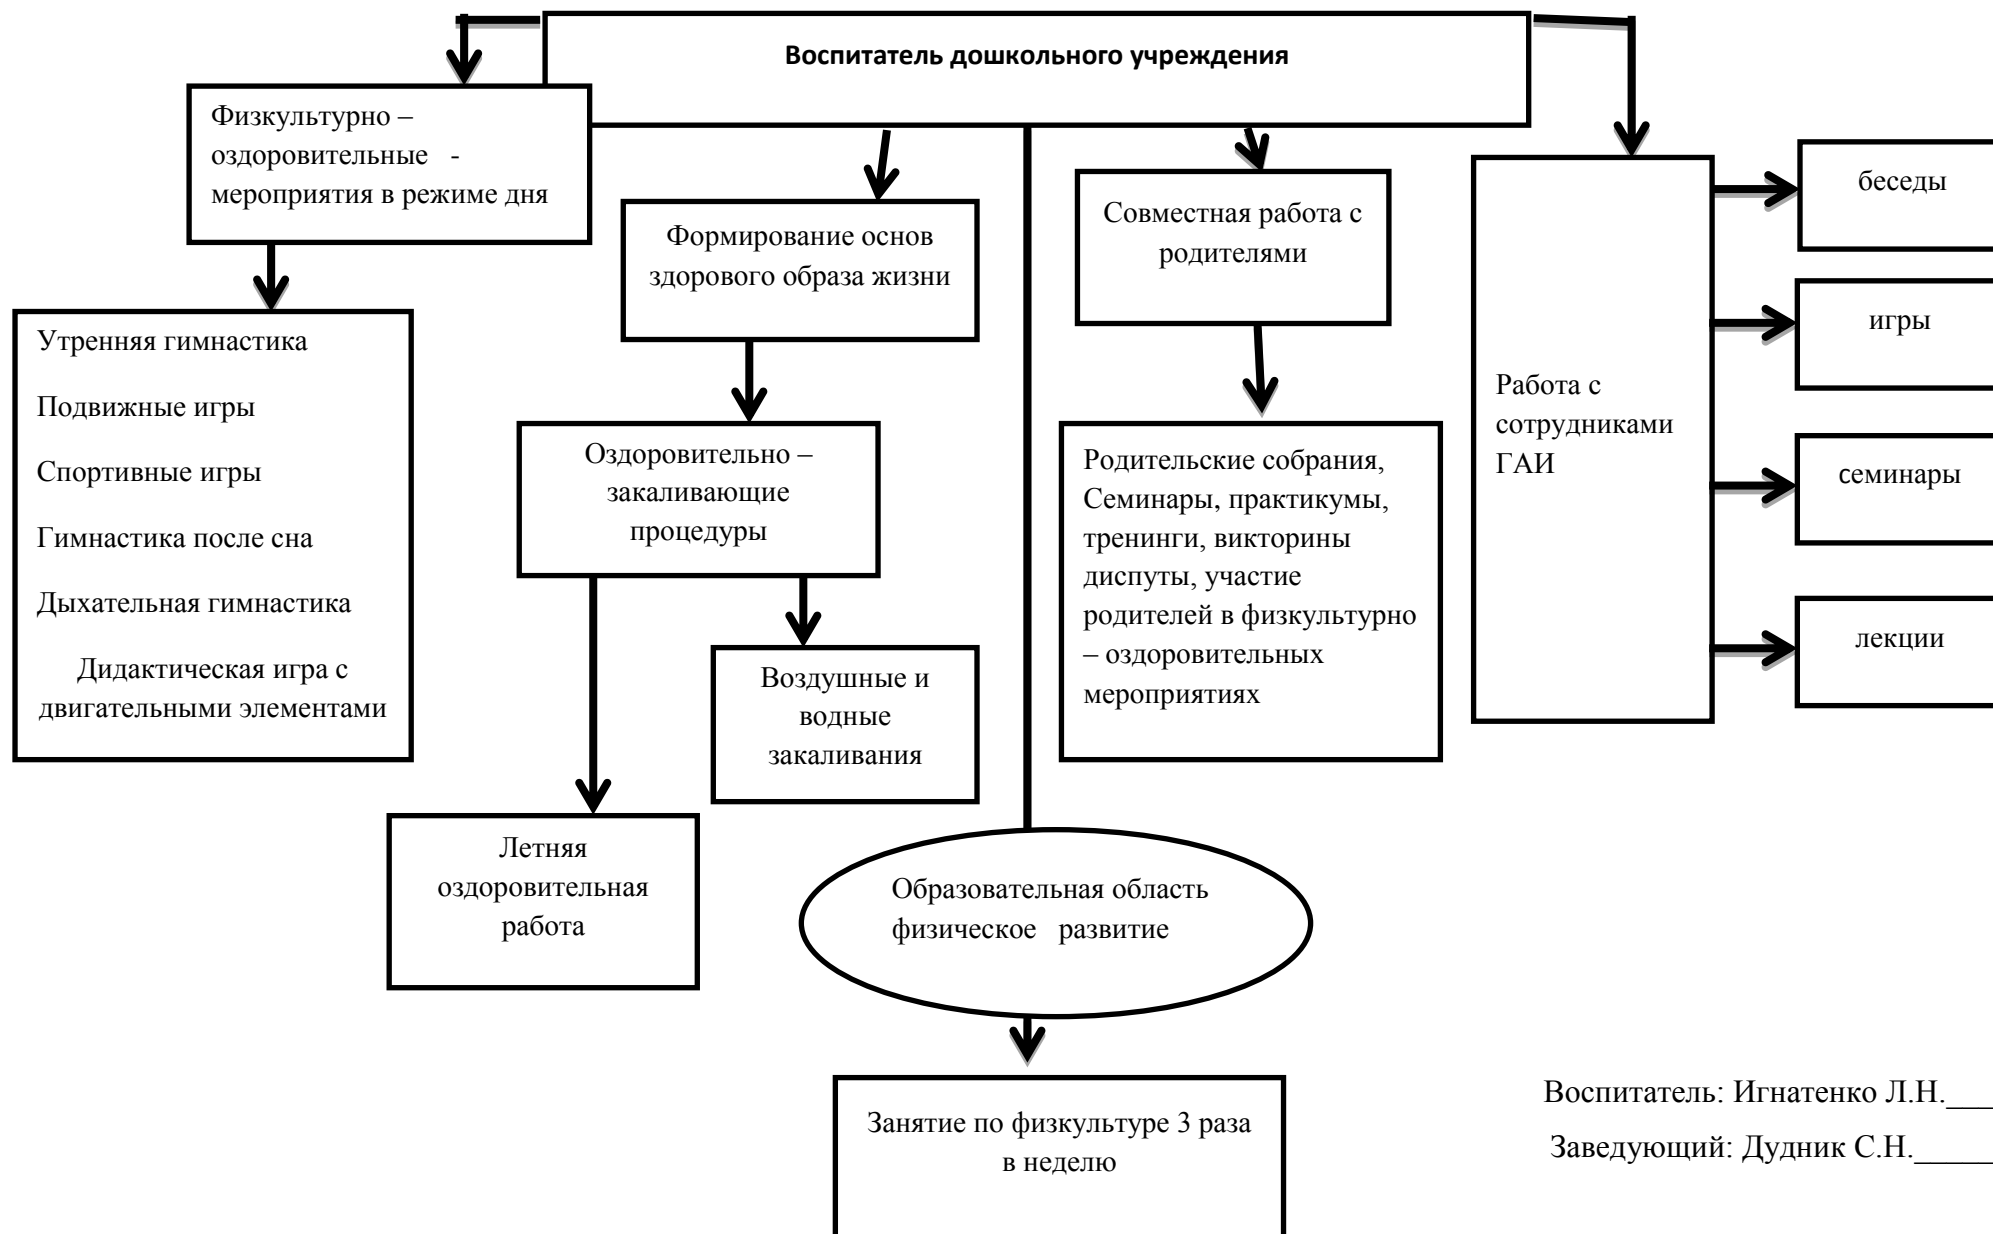 Воспитатель дошкольного учреждения
Физкультурно –
оздоровительные -
мероприятия в режиме дня
Утренняя гимнастика
Подвижные игры
Спортивные игры
Гимнастика после сна
Дыхательная гимнастика
Дидактическая игра с
двигательными элементами
Формирование основ
здорового образа жизни
Оздоровительно –
закаливающие
процедуры
Воздушные и
водные
закаливания
Летняя
оздоровительная
работа
Образовательная область
физическое развитие
Занятие по физкультуре 3 раза
в неделю
Совместная работа с
родителями
Родительские собрания,
Семинары, практикумы,
тренинги, викторины
диспуты, участие
родителей в физкультурно
– оздоровительных
мероприятиях
Работа с
сотрудниками
ГАИ
беседы
игры
семинары
лекции
Воспитатель: Игнатенко Л.Н.___
Заведующий: Дудник С.Н._____